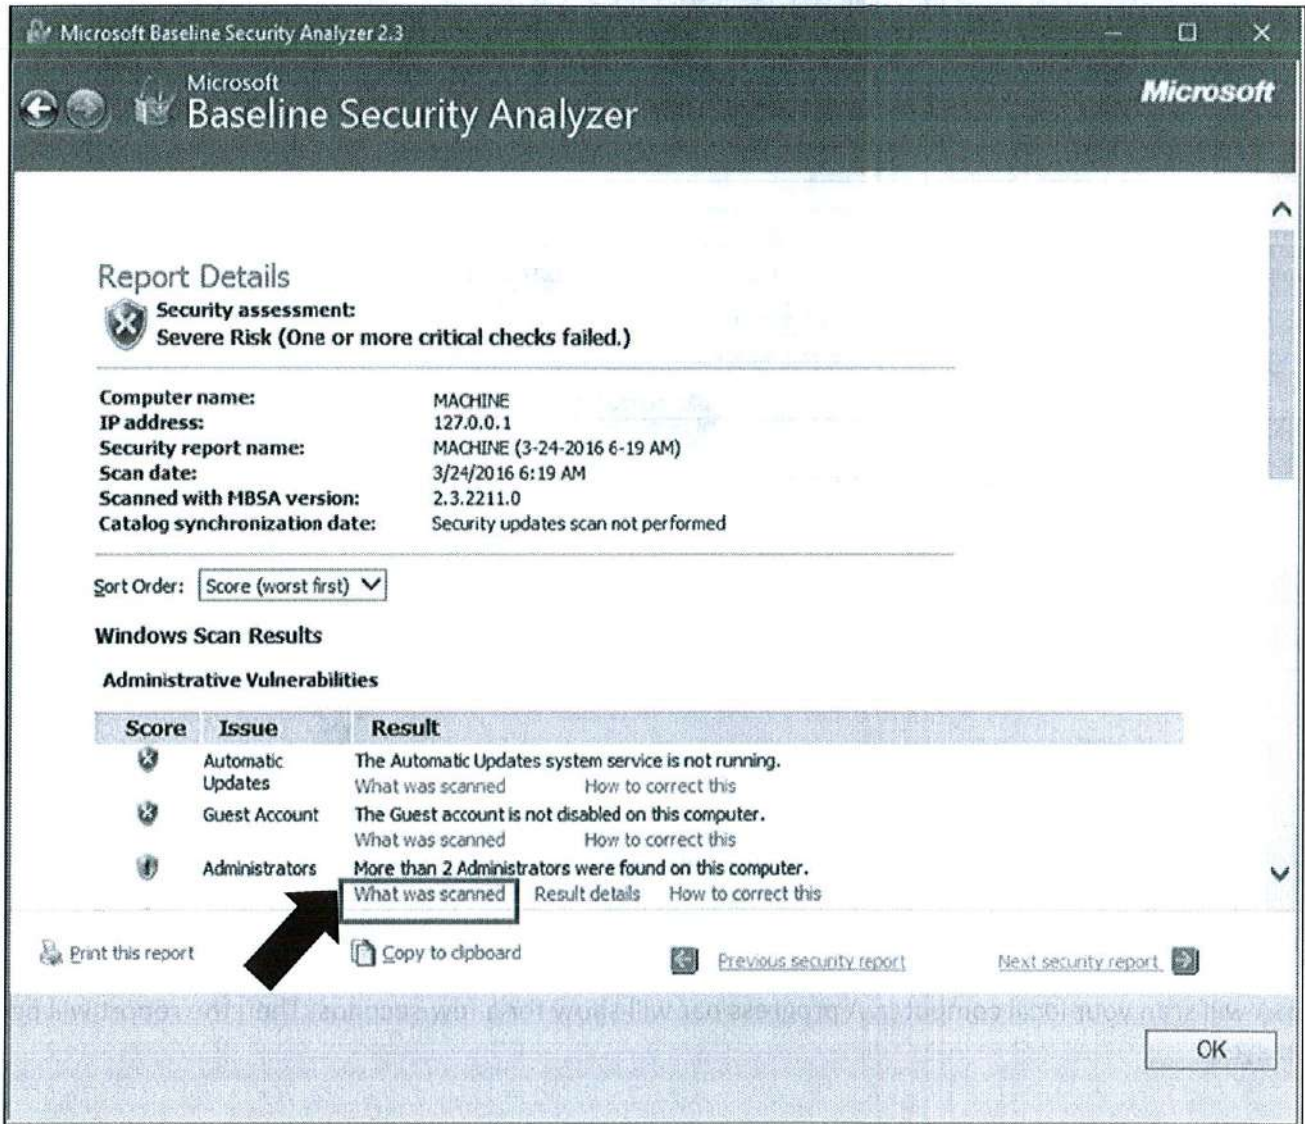 Microsoft Baseline Security Analyzer 2.3
Microsoft
Baseline Security Analyzer
Microsoft
Report Details
Security assessment:
Severe Risk (One or more critical checks failed.)
Computer name: MACHINE
IP address: 127.0.0.1
Security report name: MACHINE (3-24-2016 6-19 AM)
Scan date: 3/24/2016 6:19 AM
Scanned with MBSA version: 2.3.2211.0
Catalog synchronization date: Security updates scan not performed
Sort Order: Score (worst first)
Windows Scan Results
Administrative Vulnerabilities
Score Issue Result
Automatic Updates The Automatic Updates system service is not running.
What was scanned How to correct this
Guest Account The Guest account is not disabled on this computer.
What was scanned How to correct this
Administrators More than 2 Administrators were found on this computer.
What was scanned Result details How to correct this
Print this report Copy to clipboard Previous security report Next security report
OK